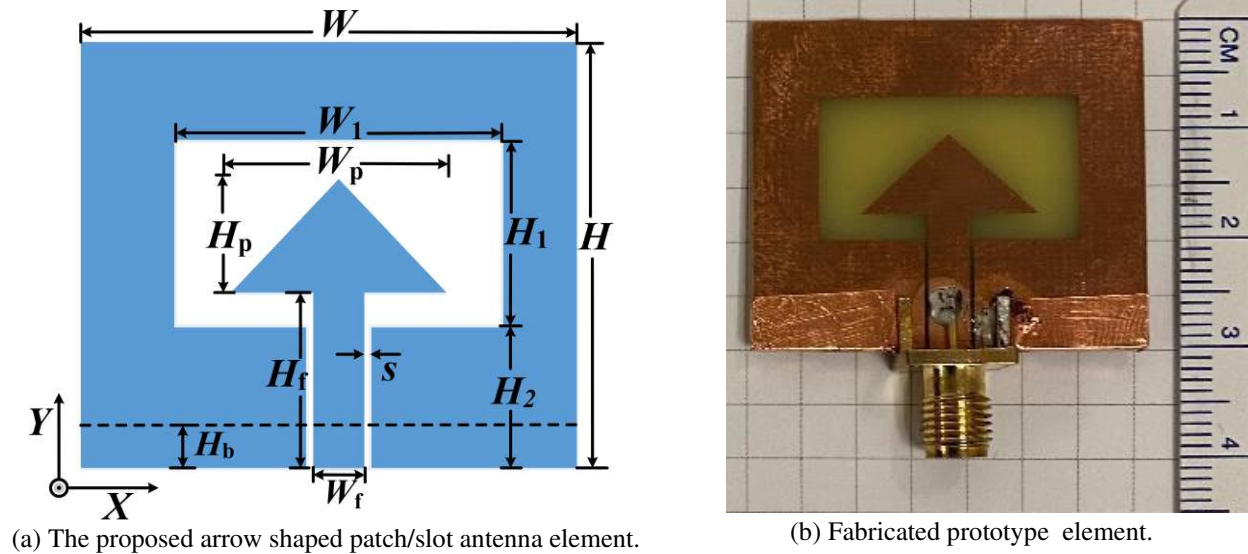 W
W1
Wp
Hp
H1
H
Hf
s
H2
Hb
Wf
Y
X
CM
1
2
3
4
(a) The proposed arrow shaped patch/slot antenna element.
(b) Fabricated prototype element.